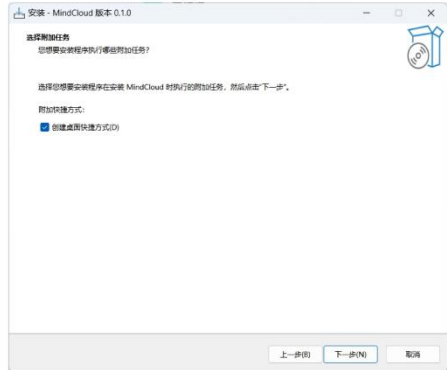 安装 - MindCloud 版本 0.1.0
选择附加任务
您想要安装程序执行哪些附加任务?
选择您想要安装程序在安装 MindCloud 时执行的附加任务，然后点击“下一步”。
附加快捷方式:
创建桌面快捷方式(D)
上一步(B)
下一步(N)
取消